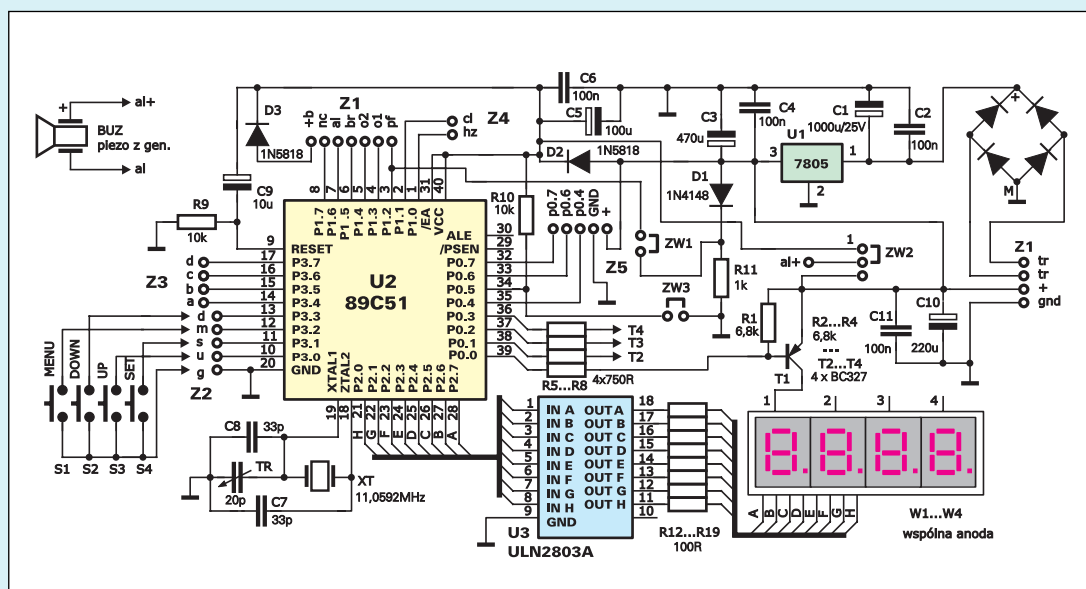 BUZ
piezo z gen.
+
al+
al
D3
1N5818
Z1
+b
nc
al
br
o2
o1
pf
cl
hz
Z4
C6
100n
C5
100u
D2
1N5818
C3
470u
C4
100n
U1
7805
3
1
2
C1
1000u/25V
C2
100n
+
M
D1
1N4148
C9
10u
R9
10k
R10
10k
8
7
6
5
4
3
2
1
31
40
P1.7
P1.6
P1.5
P1.4
P1.3
P1.2
P1.1
P1.0
/EA
VCC
p0.7
p0.6
p0.4
GND
+
Z5
ZW1
ZW3
R11
1k
1
al+
ZW2
Z1
tr
tr
+
gnd
9 RESET
17 P3.7
16 P3.6
15 P3.5
14 P3.4
13 P3.3
12 P3.2
11 P3.1
10 P3.0
20 GND
U2
89C51
ALE 30
/PSEN 29
P0.7 32
P0.6 33
P0.5 34
P0.4 35
P0.3 36
P0.2 37
P0.1 38
P0.0 39
Z3
d
c
b
a
d
m
s
u
g
Z2
MENU
DOWN
UP
SET
S1 S2 S3 S4
XTAL1
ZTAL2
P2.0
P2.1
P2.2
P2.3
P2.4
P2.5
P2.6
P2.7
19
18
21
22
23
24
25
26
27
28
H
G
F
E
D
C
B
A
T4
T3
T2
R5...R8 4x750R
R1
6,8k
T1
R2...R4
6,8k
T2...T4
4 x BC327
C11
100n
C10
220u
C8 33p
TR
20p
C7
33p
XT
11,0592MHz
1 IN A OUT A 18
2 IN B OUT B 17
3 IN C OUT C 16
4 IN D OUT D 15
5 IN E OUT E 14
6 IN F OUT F 13
7 IN G OUT G 12
8 IN H OUT H 11
9 GND 10
U3
ULN2803A
R12...R19
100R
1 2 3 4
8.8.8.8.
A
B
C
D
E
F
G
H
W1...W4
wspólna anoda